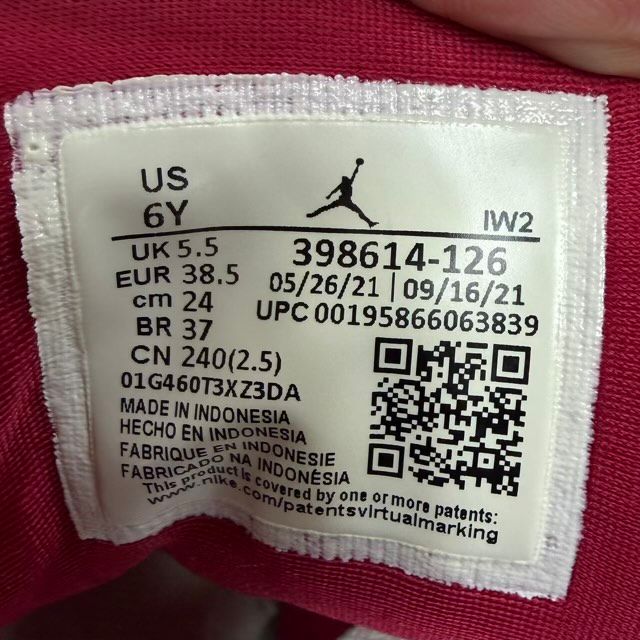 US
6Y
IW2
UK 5.5
EUR 38.5
cm 24
BR 37
CN 240(2.5)
01G460T3XZ3DA
398614-126
05/26/21 | 09/16/21
UPC 00195866063839
MADE IN INDONESIA
HECHO EN INDONESIA
FABRIQUE EN INDONESIE
FABRICADO NA INDONÉSIA
This product is covered by one or more patents:
www.nike.com/patentsvirtualmarking